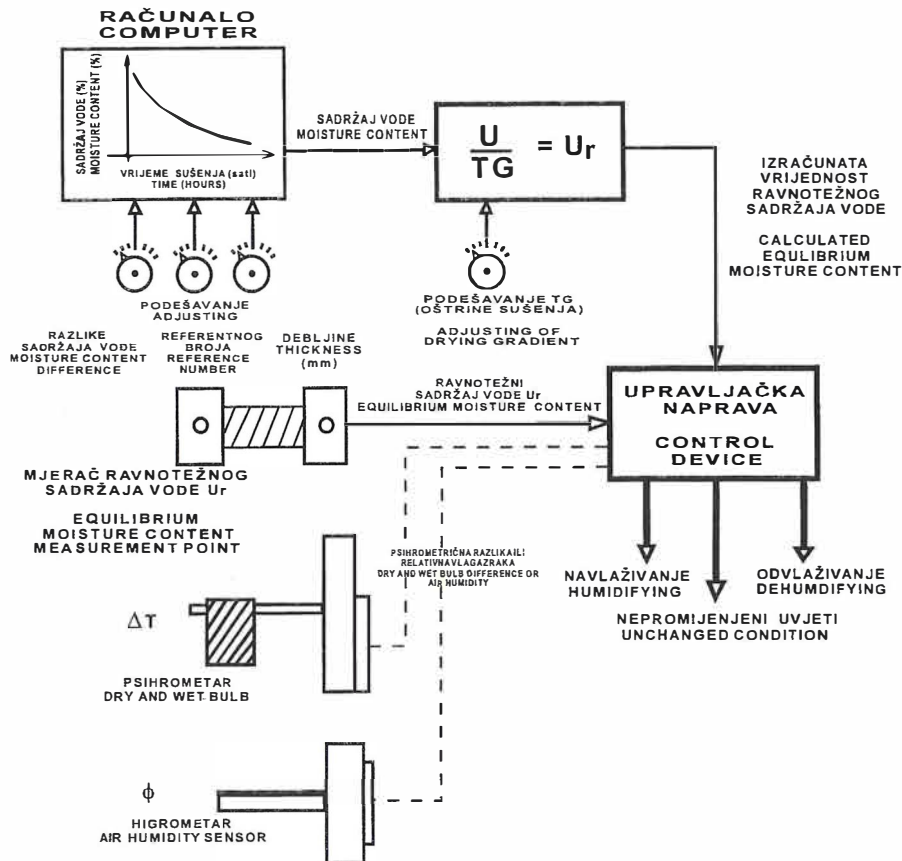 RAČUNALO
COMPUTER
SADRŽAJ VODE (%)
MOISTURE CONTENT (%)
VRIJEME SUŠENJA (sati)
TIME (HOURS)
SADRŽAJ VODE
MOISTURE CONTENT
U
TG
= Ur
IZRAČUNATA
VRIJEDNOST
RAVNOTEŽNOG
SADRŽAJA VODE
CALCULATED
EQULIBRIUM
MOISTURE CONTENT
PODEŠAVANJE
ADJUSTING
PODEŠAVANJE TG
(OŠTRINE SUŠENJA)
ADJUSTING OF
DRYING GRADIENT
RAZLIKE
SADRŽAJA VODE
MOISTURE CONTENT
DIFFERENCE
REFERENTNOG
BROJA
REFERENCE
NUMBER
DEBLJINE
THICKNESS
(mm)
RAVNOTEŽNI
SADRŽAJ VODE Ur
EQUILIBRIUM MOISTURE CONTENT
UPRAVLJAČKA
NAPRAVA
CONTROL
DEVICE
MJERAČ RAVNOTEŽNOG
SADRŽAJA VODE Ur
EQUILIBRIUM
MOISTURE CONTENT
MEASUREMENT POINT
PSIHROMETRIČNA RAZLIKA ILI
RELATIVNA VLAGA ZRAKA
DRY AND WET BULB DIFFERENCE OR
AIR HUMIDITY
NAVLAŽIVANJE
HUMIDIFYING
ODVLAŽIVANJE
DEHUMDIFYING
NEPROMIJENJENI UVJETI
UNCHANGED CONDITION
ΔT
PSIHROMETAR
DRY AND WET BULB
ϕ
HIGROMETAR
AIR HUMIDITY SENSOR